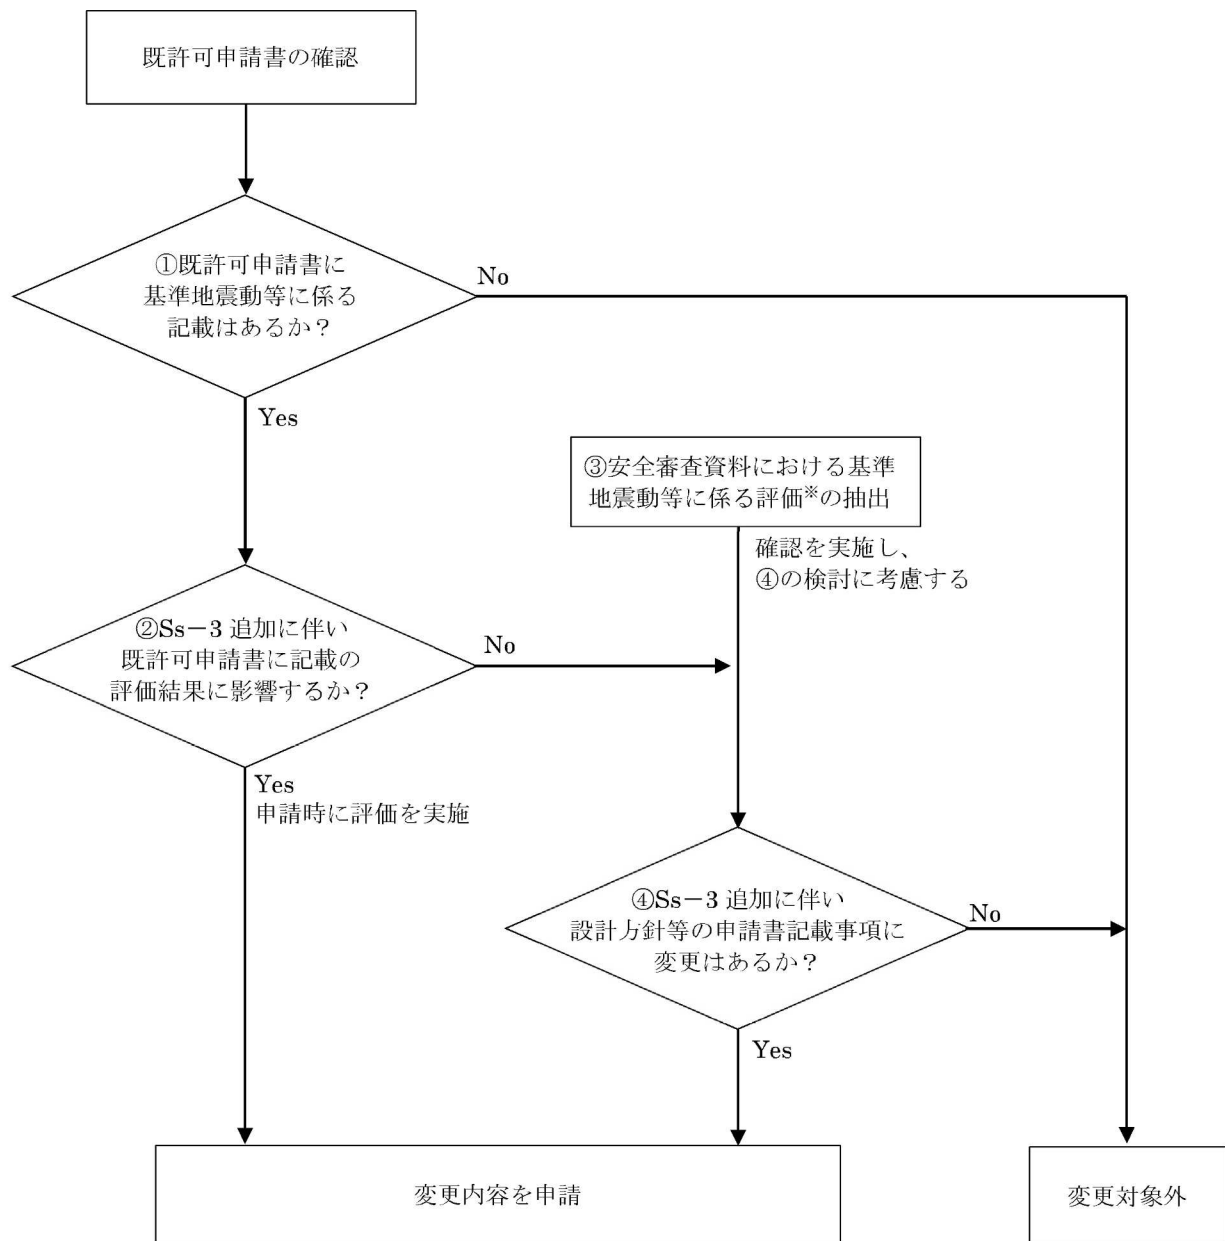 既許可申請書の確認
①既許可申請書に
基準地震動等に係る
記載はあるか？
No
Yes
③安全審査資料における基準
地震動等に係る評価※の抽出
確認を実施し、
④の検討に考慮する
②Ss－3 追加に伴い
既許可申請書に記載の
評価結果に影響するか？
No
Yes
申請時に評価を実施
④Ss－3 追加に伴い
設計方針等の申請書記載事項に
変更はあるか？
No
Yes
変更内容を申請
変更対象外